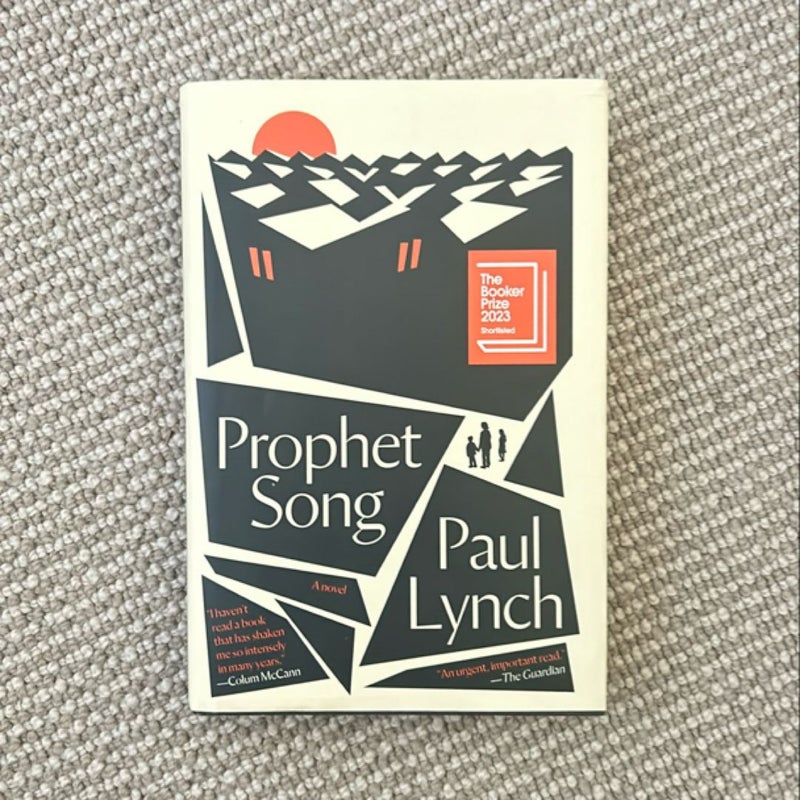 The
Booker
Prize
2023
Shortlisted
Prophet
Song
Paul
Lynch
A novel
"I haven't
read a book
that has shaken
me so intensely
in many years."
—Colum McCann
"An urgent, important read."
—The Guardian